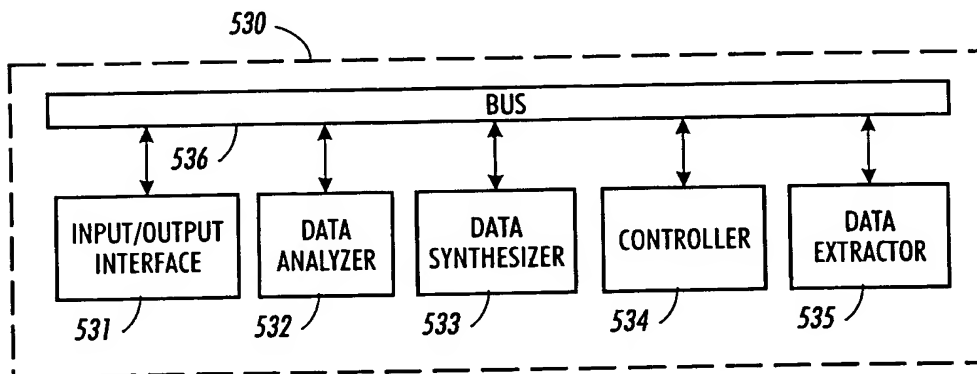 530
BUS
536
INPUT/OUTPUT
INTERFACE
DATA
ANALYZER
DATA
SYNTHESIZER
CONTROLLER
DATA
EXTRACTOR
531
532
533
534
535